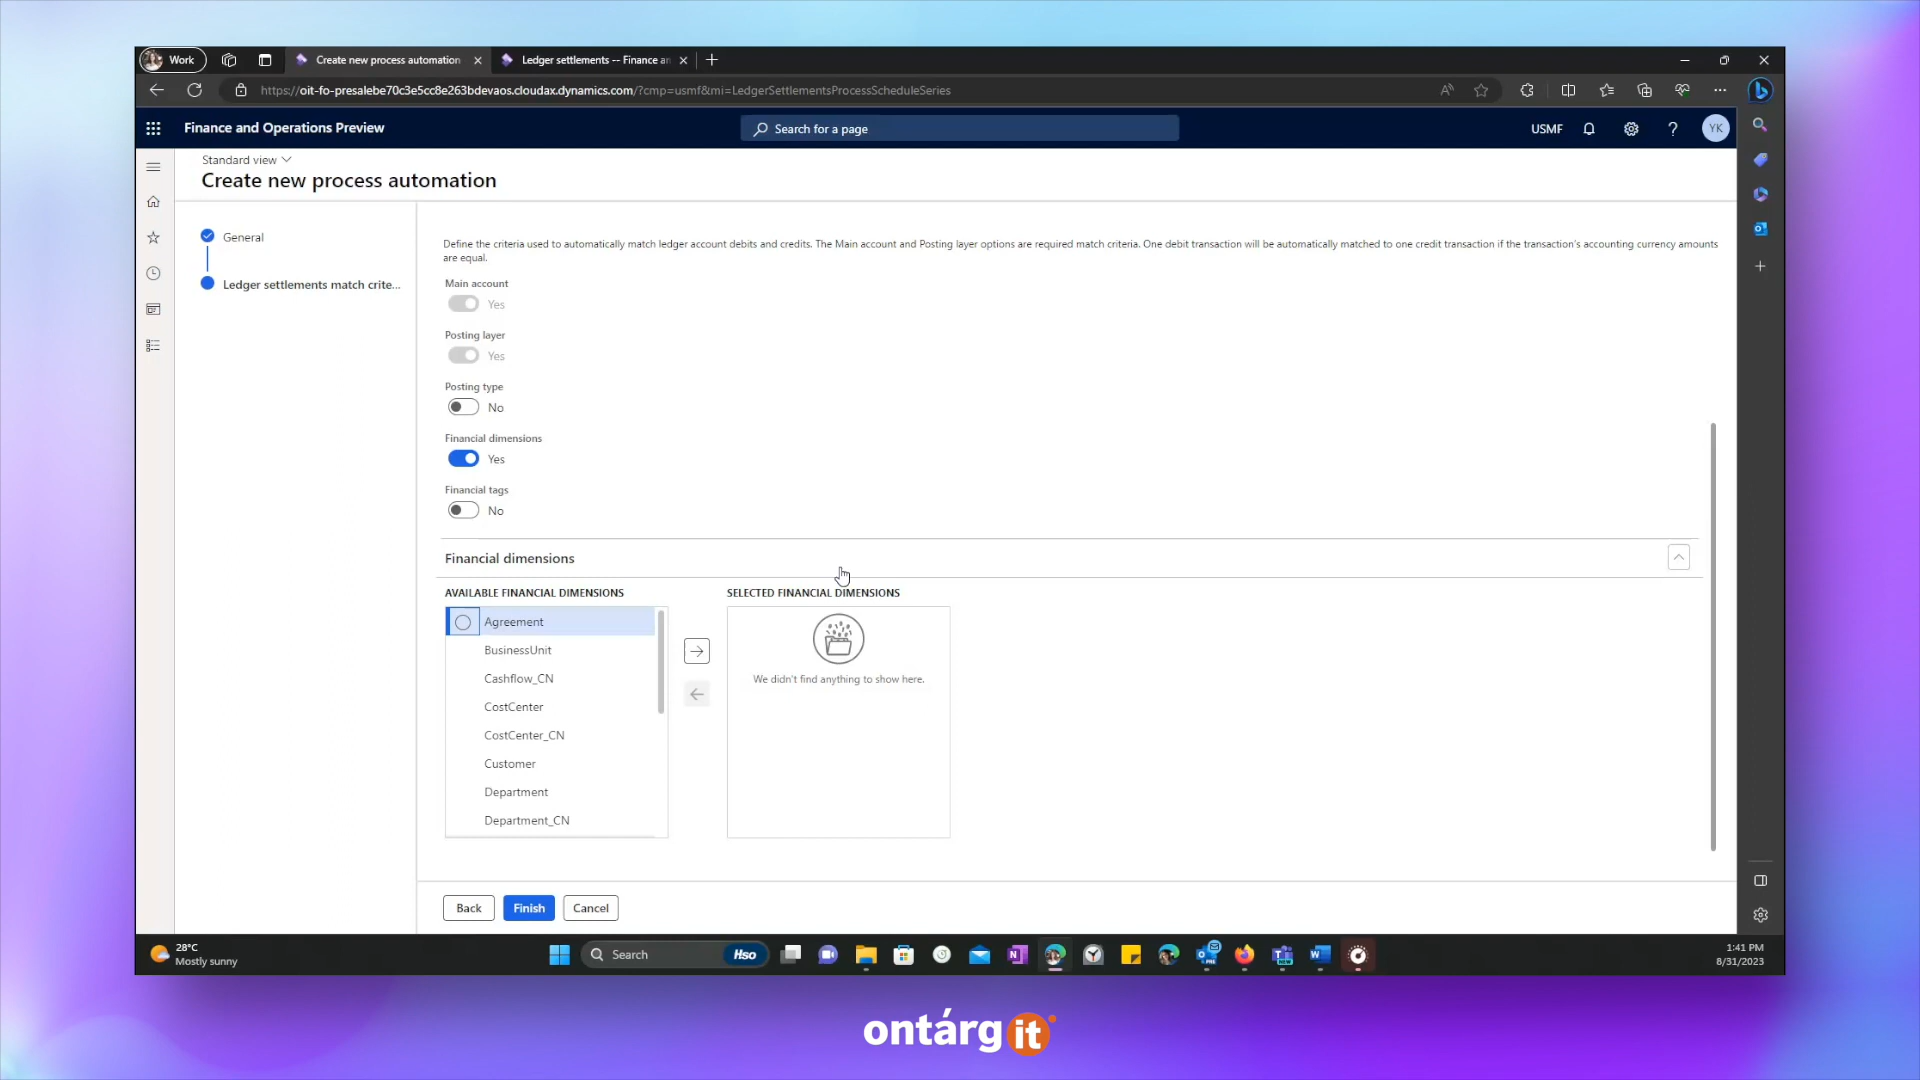 Work
Create new process automation
Ledger settlements -- Finance an
https://oit-fo-presalebe70c3e5cc8e263bdevaos.cloudax.dynamics.com/?cmp=usmf&mi=LedgerSettlementsProcessScheduleSeries
Finance and Operations Preview
Search for a page
USMF
YK
Standard view
Create new process automation
General
Ledger settlements match crite...
Define the criteria used to automatically match ledger account debits and credits. The Main account and Posting layer options are required match criteria. One debit transaction will be automatically matched to one credit transaction if the transaction's accounting currency amounts
are equal.
Main account
Yes
Posting layer
Yes
Posting type
No
Financial dimensions
Yes
Financial tags
No
Financial dimensions
AVAILABLE FINANCIAL DIMENSIONS
Agreement
BusinessUnit
Cashflow_CN
CostCenter
CostCenter_CN
Customer
Department
Department_CN
SELECTED FINANCIAL DIMENSIONS
We didn't find anything to show here.
Back
Finish
Cancel
28°C
Mostly sunny
Search
Hso
1:41 PM
8/31/2023
ontárgit